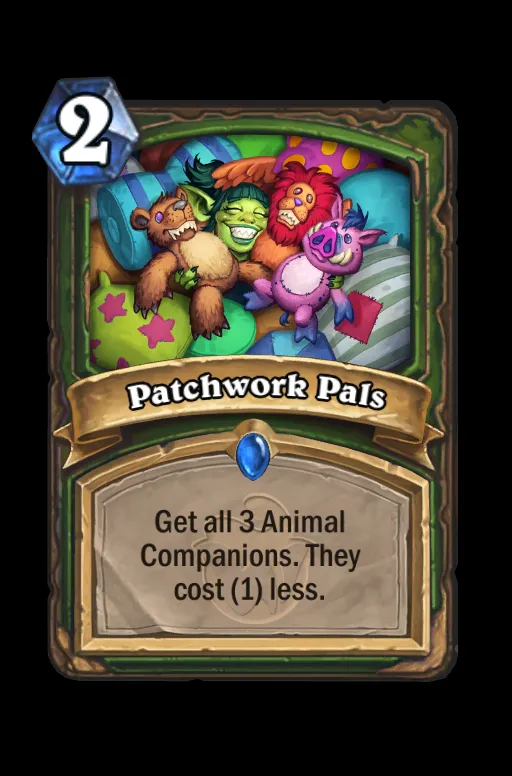 2
Patchwork Pals
Get all 3 Animal
Companions. They
cost (1) less.